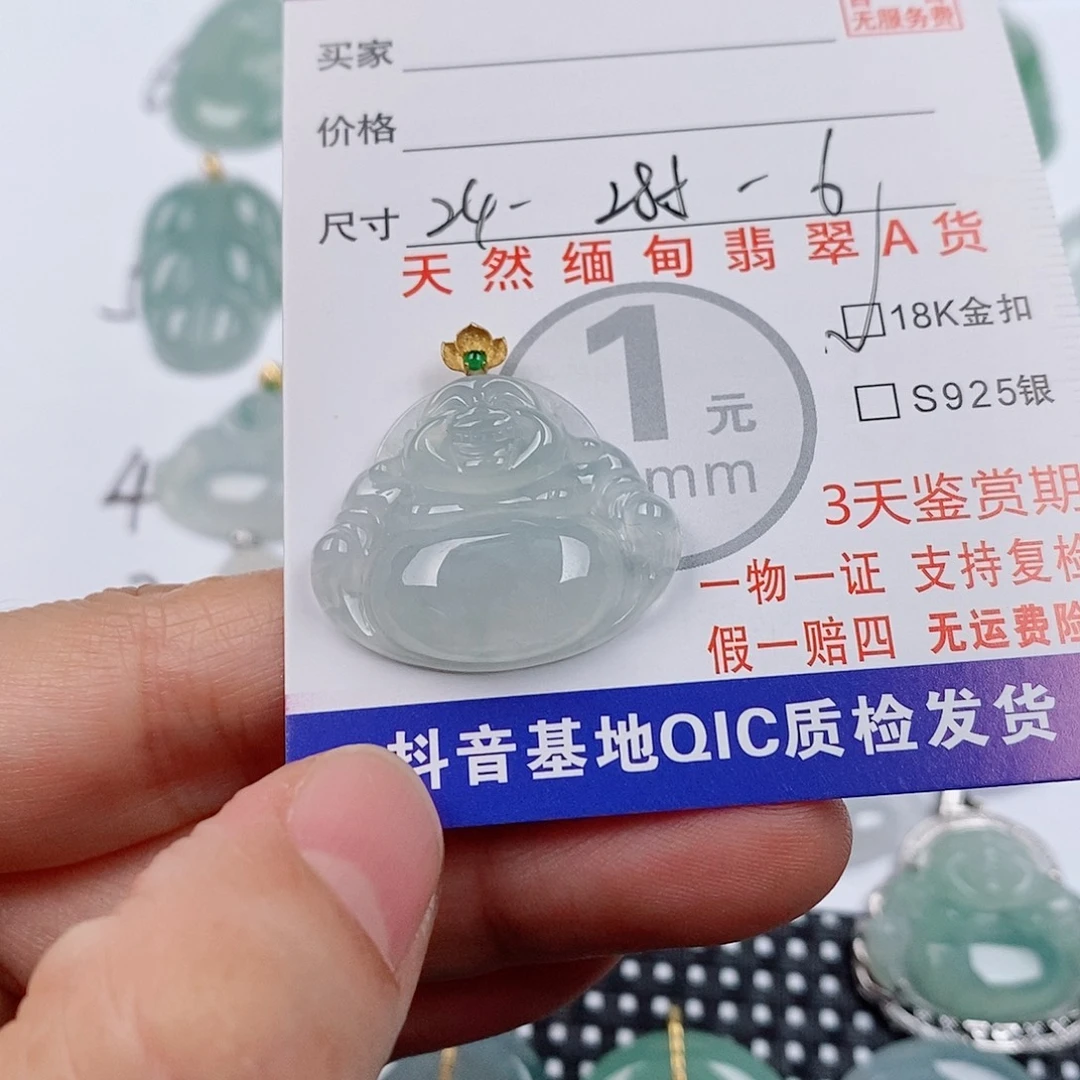 无服务费
买家
价格
尺寸 24- 285 - 6
天然缅甸翡翠A货
1元
mm
18K金扣
S925银
3天鉴赏期
一物一证 支持复检
假一赔四 无运费险
抖音基地QIC质检发货
4